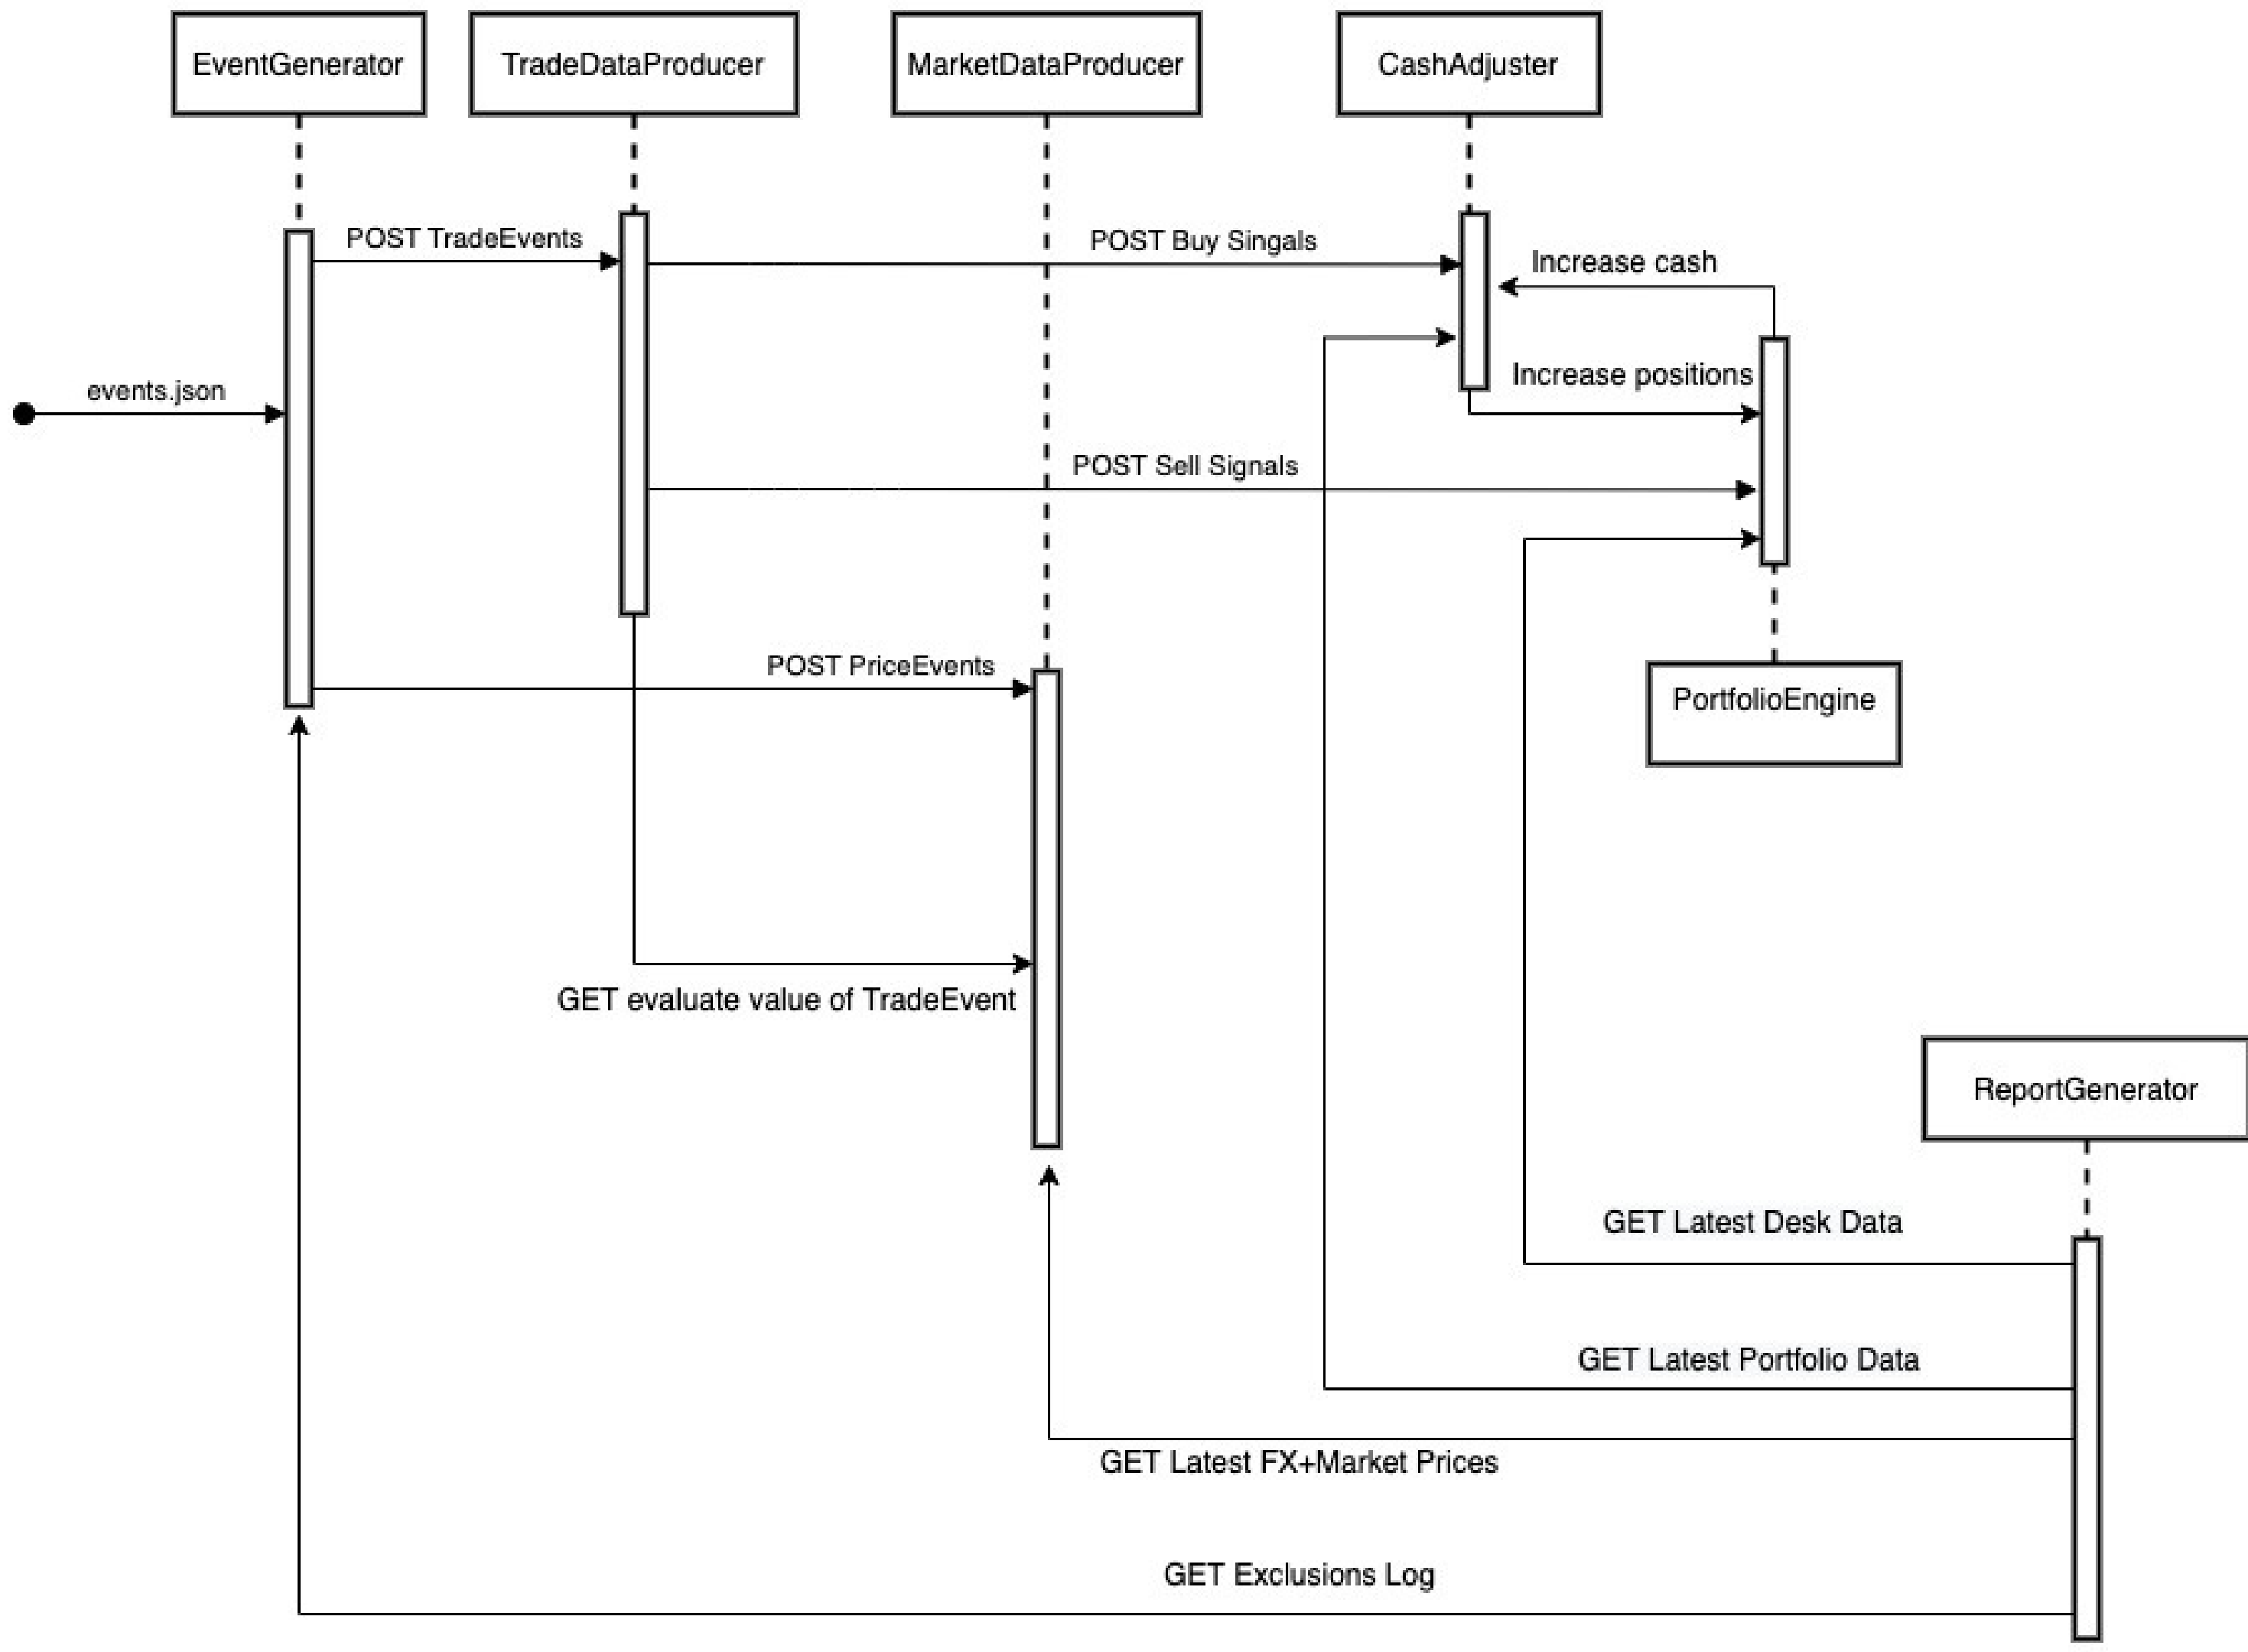 EventGenerator
TradeDataProducer
MarketDataProducer
CashAdjuster
POST TradeEvents
POST Buy Singals
Increase cash
Increase positions
events.json
POST Sell Signals
POST PriceEvents
PortfolioEngine
GET evaluate value of TradeEvent
ReportGenerator
GET Latest Desk Data
GET Latest Portfolio Data
GET Latest FX+Market Prices
GET Exclusions Log